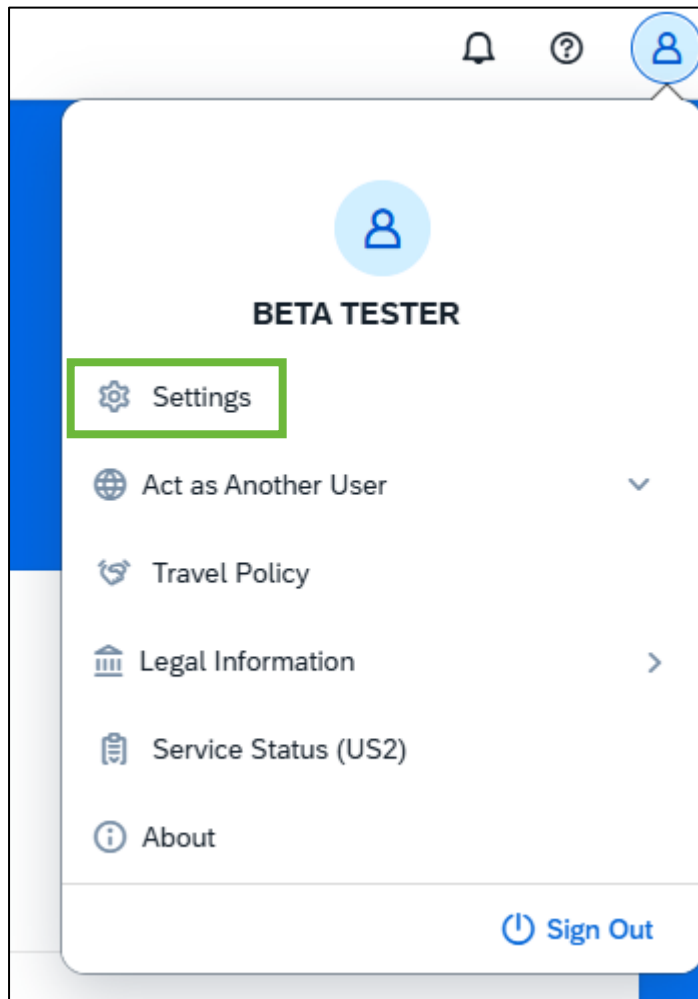 BETA TESTER
Settings
Act as Another User
Travel Policy
Legal Information
Service Status (US2)
About
Sign Out